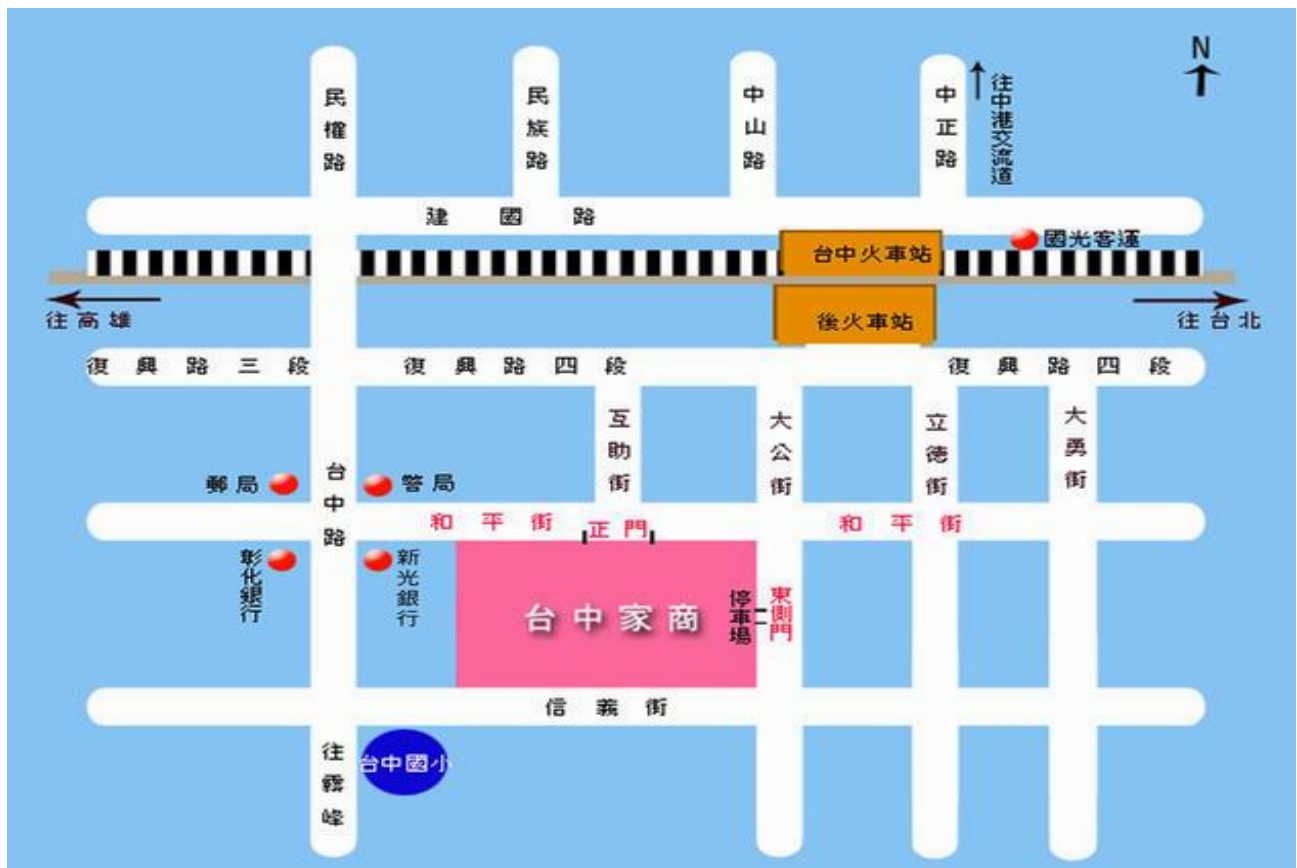 N
民權路
民族路
中山路
中正路
往中港交流道
建國路
國光客運
台中火車站
往高雄
後火車站
往台北
復興路三段
復興路四段
復興路四段
互助街
大公街
立德街
大勇街
郵局
台中路
警局
和平街
正門
和平街
彰化銀行
新光銀行
台中家商
停車場
東側門
信義街
往霧峰
台中國小